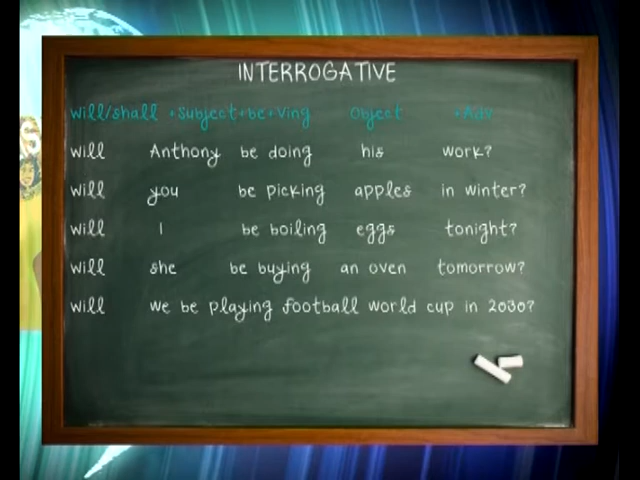 INTERROGATIVE
will/shall +Subject+be+Ving Object +Adv
will Anthony be doing his work?
will you be picking apples in winter?
will I be boiling eggs tonight?
will she be buying an oven tomorrow?
will we be playing football world cup in 2030?